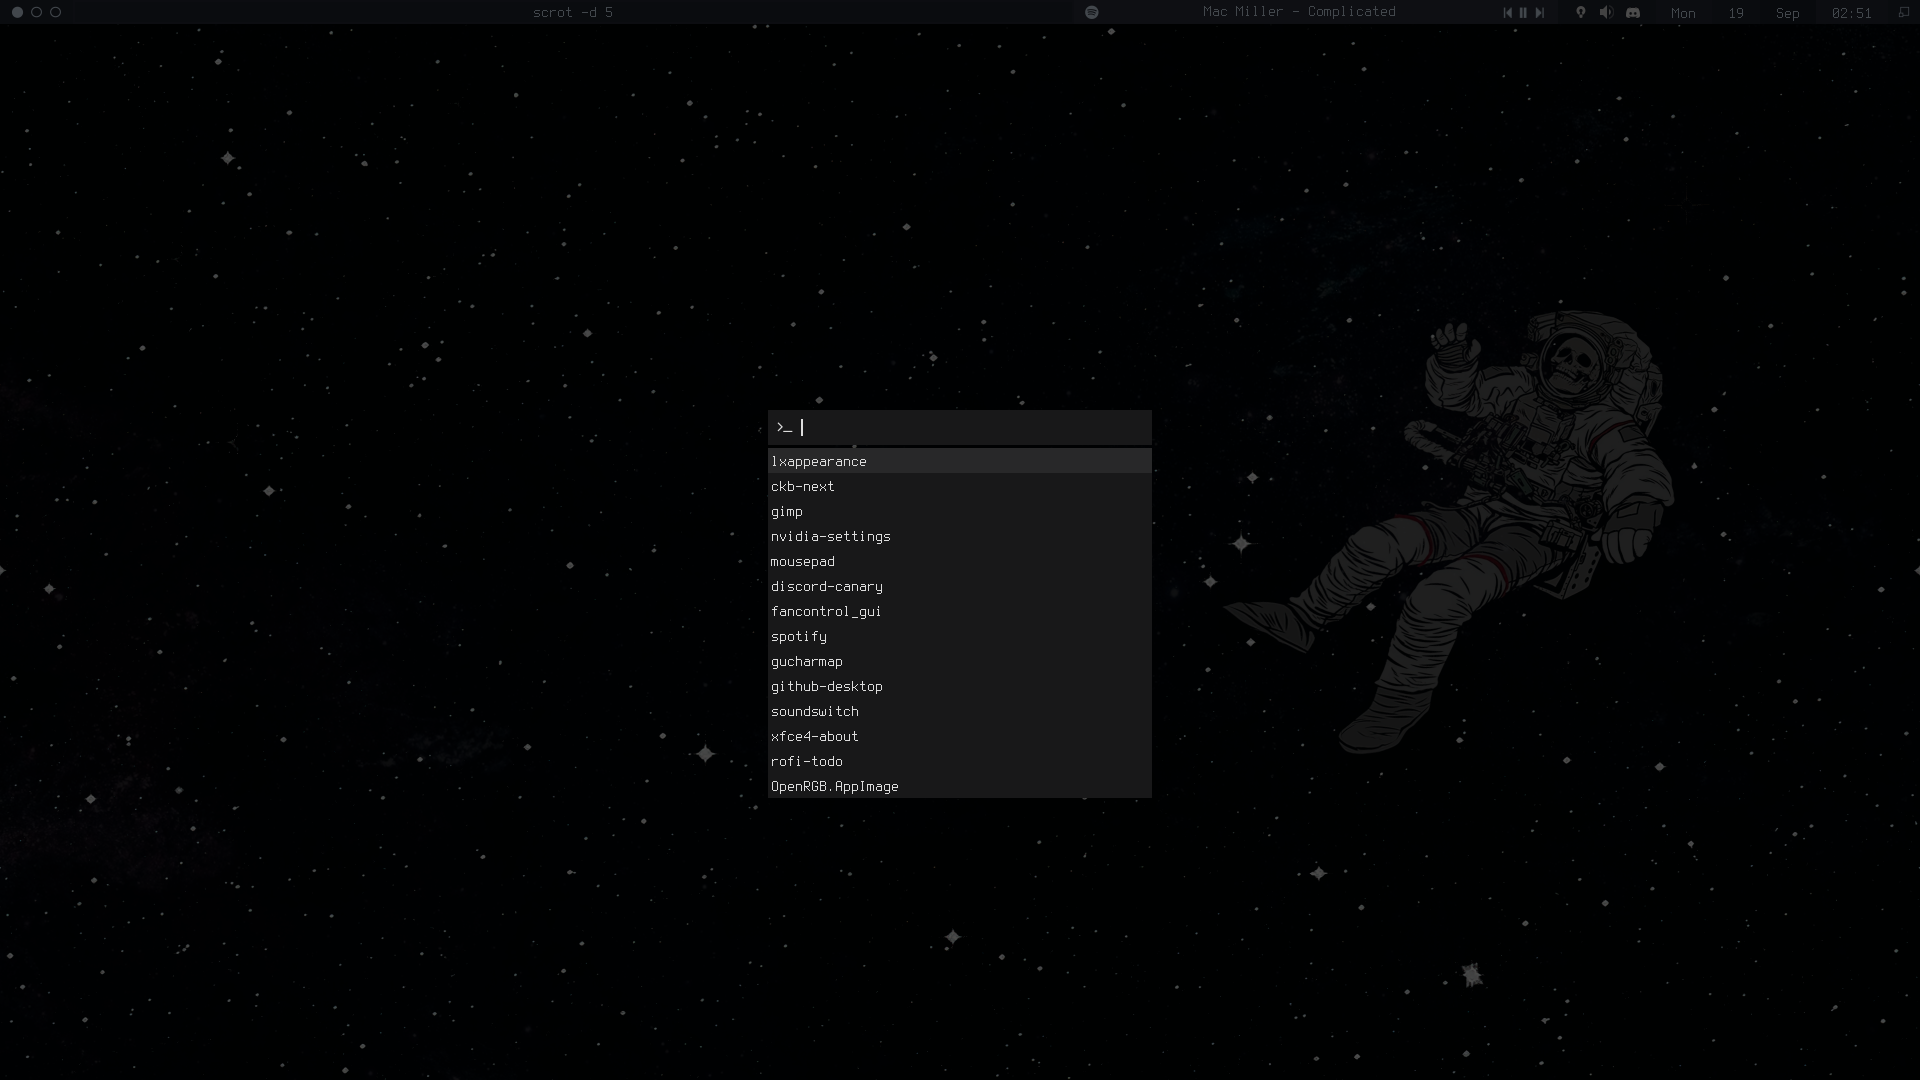 scrot -d 5
Mac Miller - Complicated
Mon 19 Sep 02:51
>_
lxappearance
ckb-next
gimp
nvidia-settings
mousepad
discord-canary
fancontrol_gui
spotify
gucharmap
github-desktop
soundswitch
xfce4-about
rofi-todo
OpenRGB.AppImage